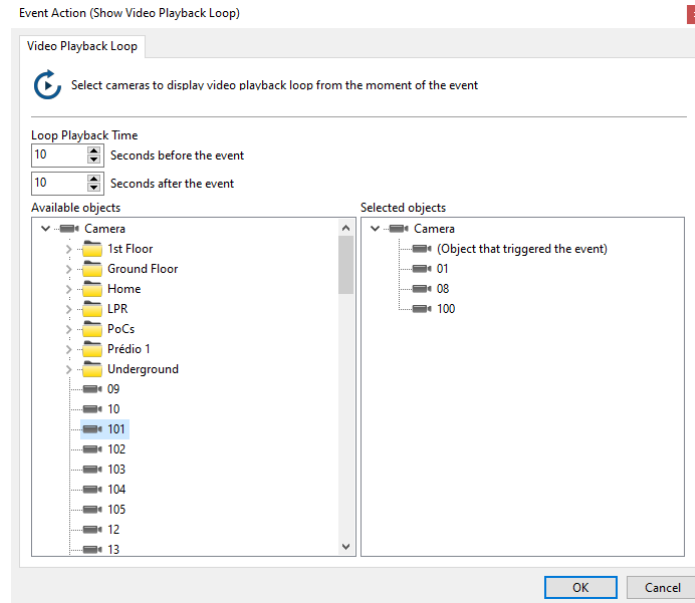 Event Action (Show Video Playback Loop)
Video Playback Loop
Select cameras to display video playback loop from the moment of the event
Loop Playback Time
10 Seconds before the event
10 Seconds after the event
Available objects
Camera
1st Floor
Ground Floor
Home
LPR
PoCs
Prédio 1
Underground
09
10
101
102
103
104
105
12
13
Selected objects
Camera
(Object that triggered the event)
01
08
100
OK Cancel